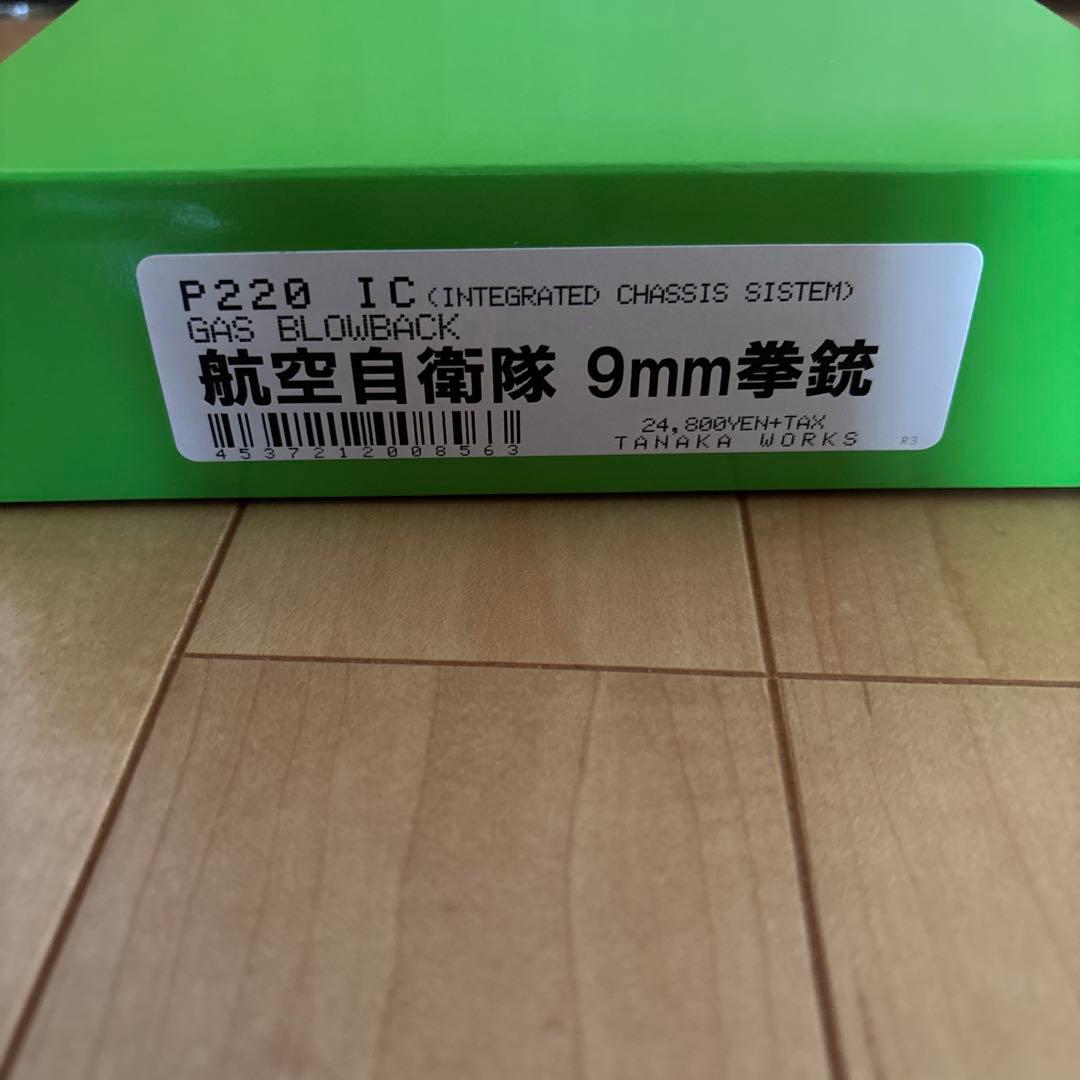 P220 IC(INTEGRATED CHASSIS SISTEM)
GAS BLOWBACK
航空自衛隊 9mm拳銃
4537212008563
24,800YEN+TAX
TANAKA WORKS R3